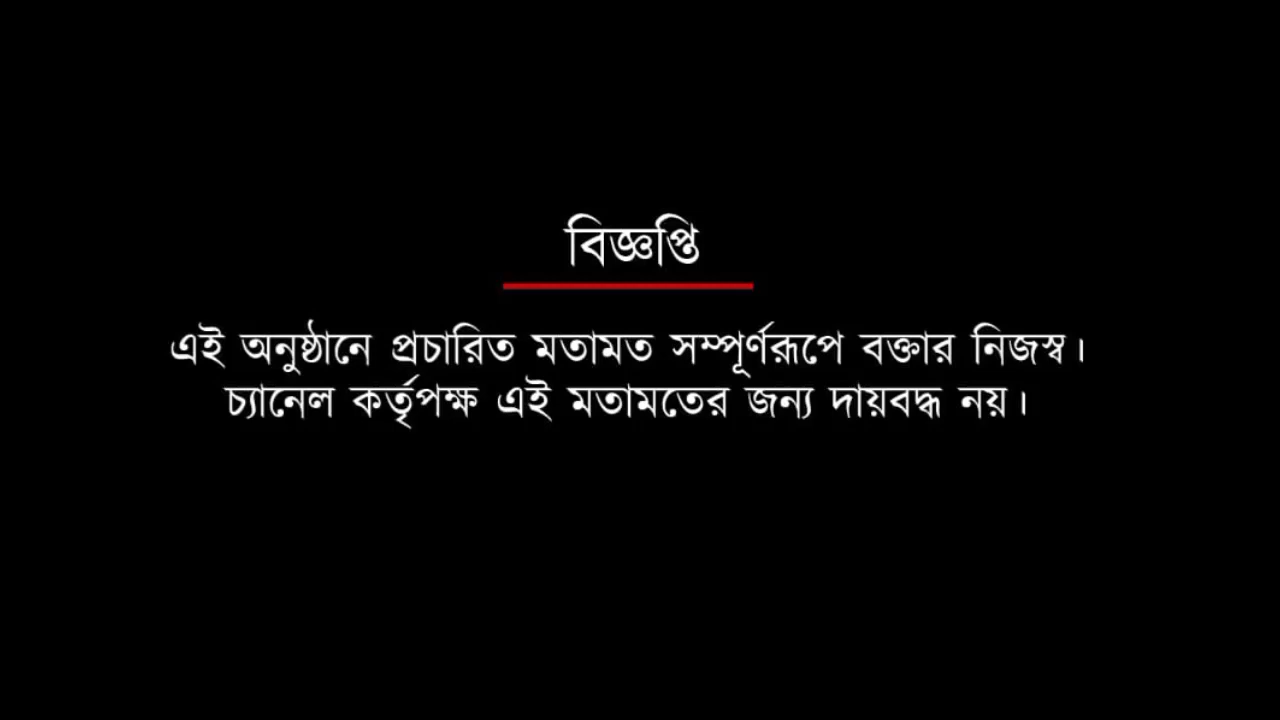 বিজ্ঞপ্তি
এই অনুষ্ঠানে প্রচারিত মতামত সম্পূর্ণরূপে বক্তার নিজস্ব।
চ্যানেল কর্তৃপক্ষ এই মতামতের জন্য দায়বদ্ধ নয়।